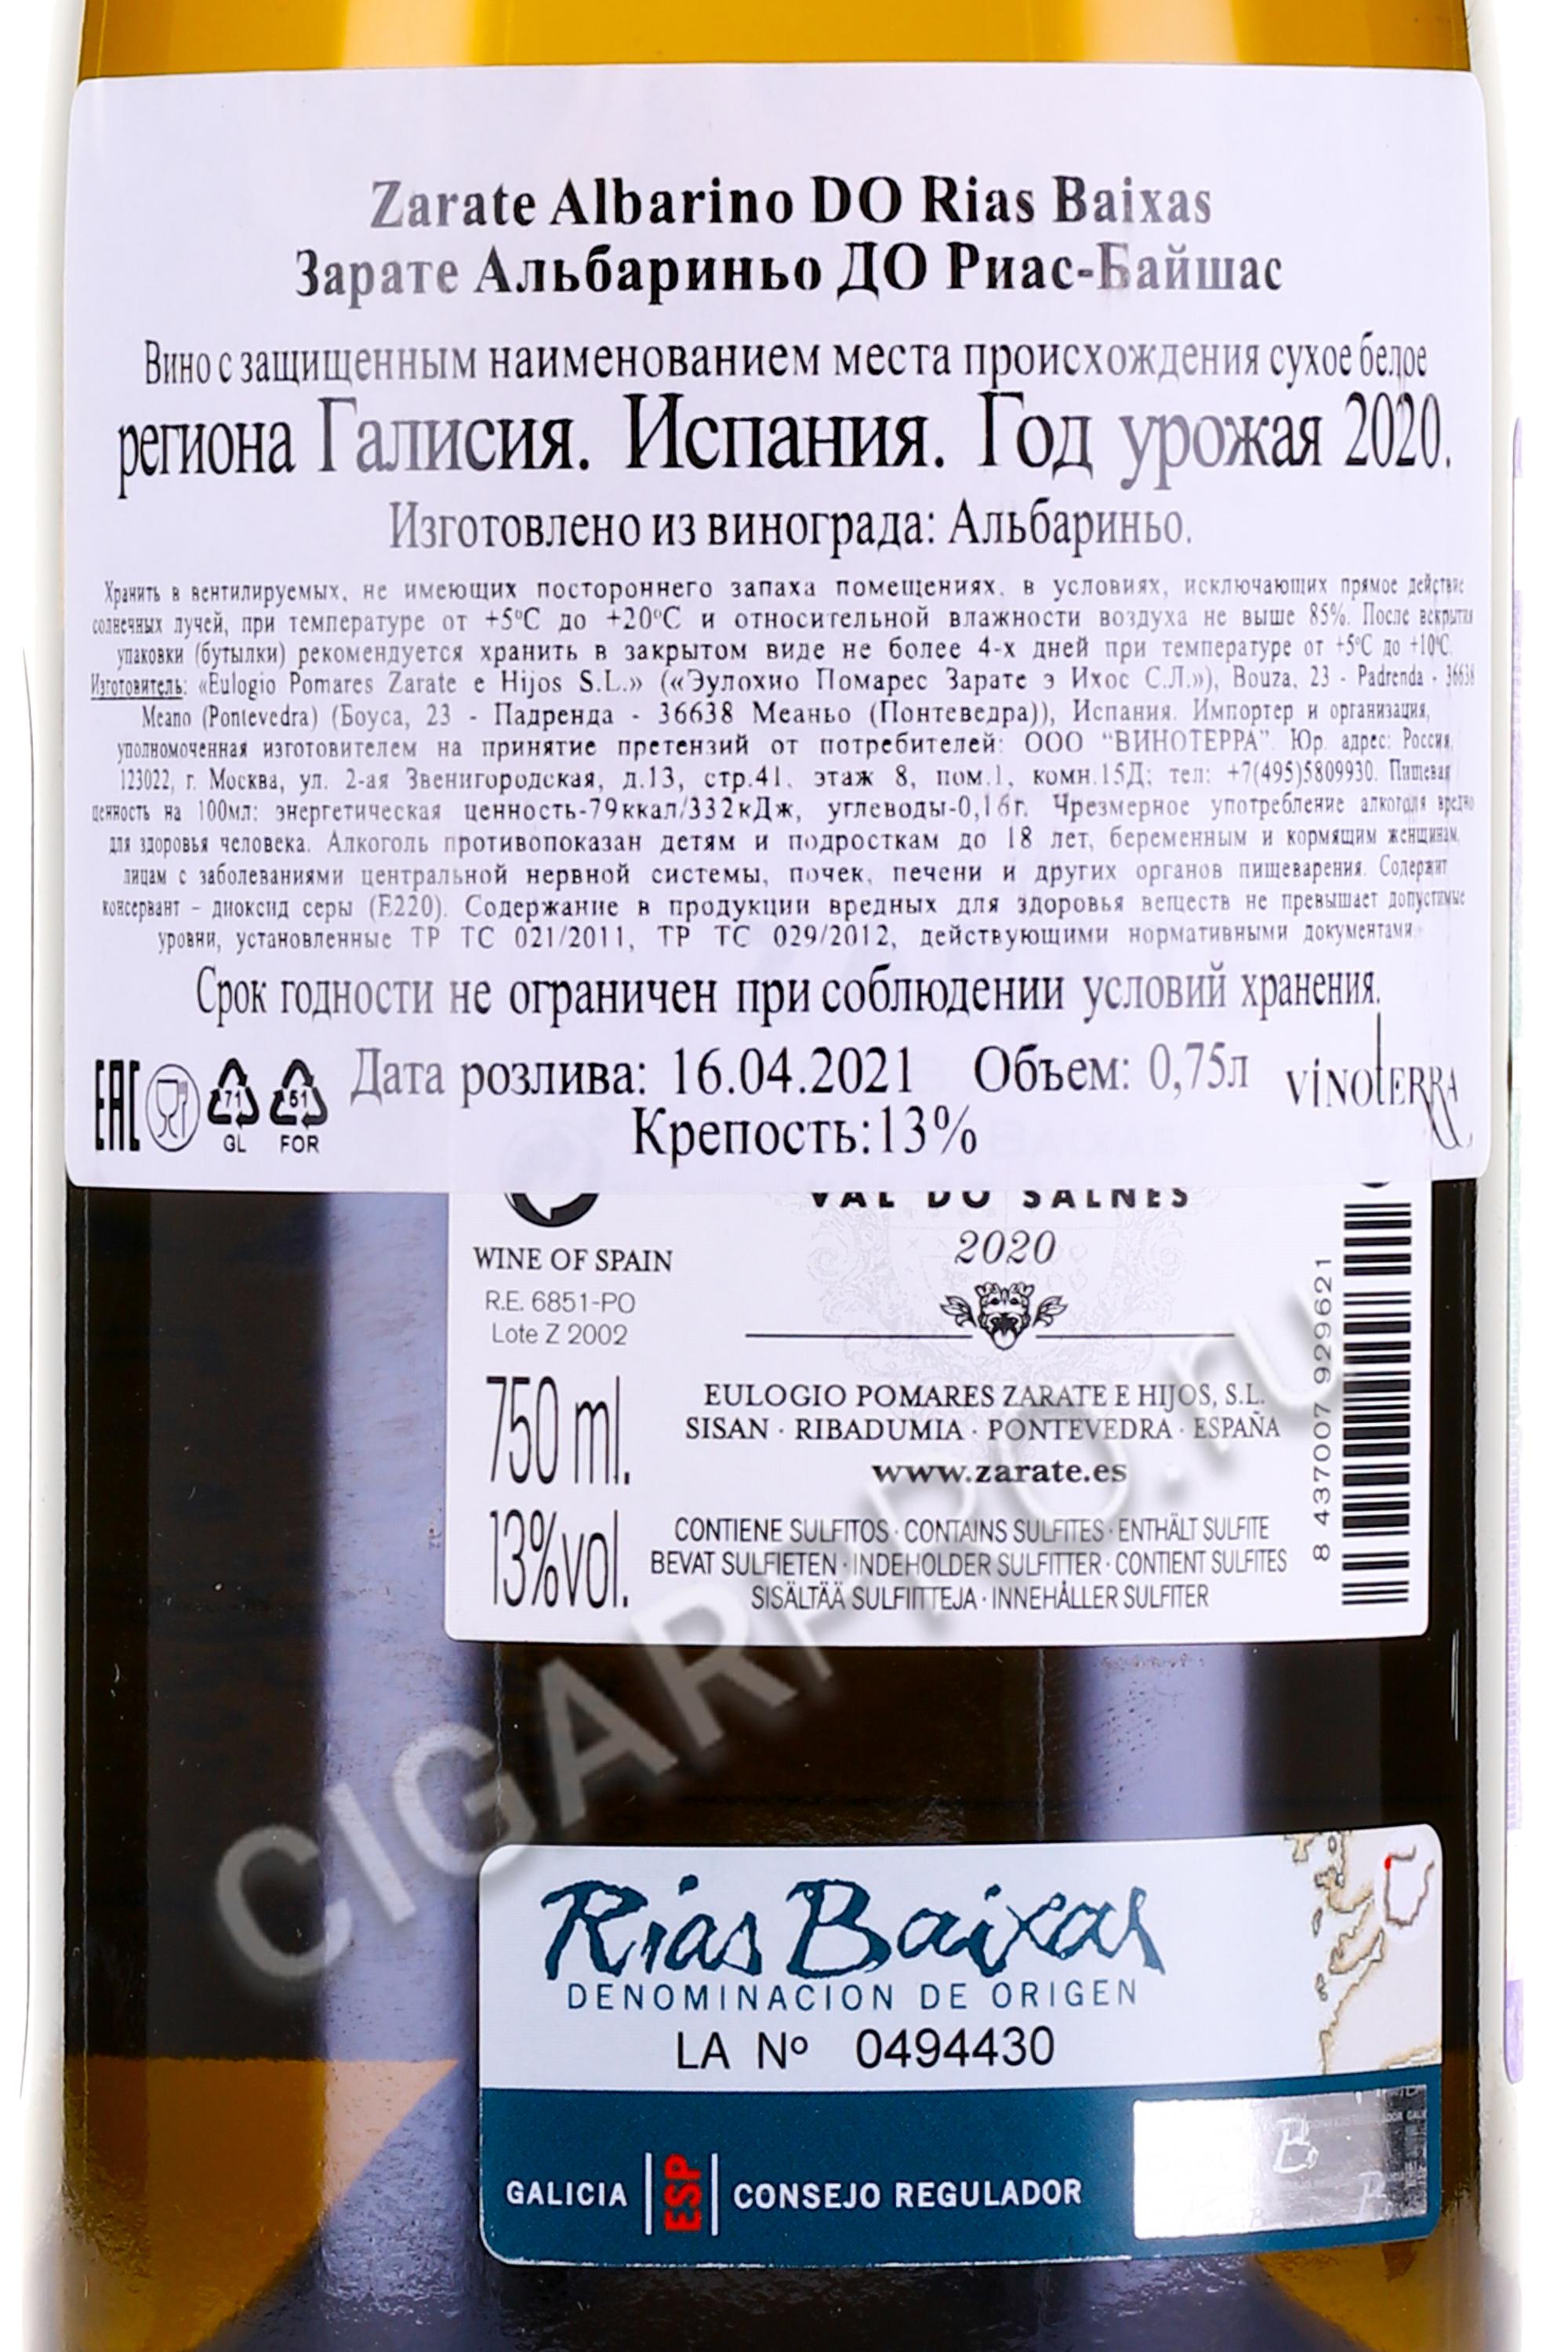 Zarate Albarino DO Rias Baixas
Зарате Альбариньо ДО Риас-Байшас
Вино с защищенным наименованием места происхождения сухое белое
региона Галисия. Испания. Год урожая 2020.
Изготовлено из винограда: Альбариньо.
Хранить в вентилируемых, не имеющих постороннего запаха помещениях, в условиях, исключающих прямое действие
солнечных лучей, при температуре от +5°C до +20°C и относительной влажности воздуха не выше 85%. После вскрытия
упаковки (бутылки) рекомендуется хранить в закрытом виде не более 4-х дней при температуре от +5°C до +10°C.
Изготовитель: «Eulogio Pomares Zarate e Hijos S.L.» («Эулохио Помарес Зарате э Ихос С.Л.»), Bouza, 23 - Padrenda - 36638
Meano (Pontevedra) (Боуса, 23 - Падренда - 36638 Меаньо (Понтеведра)), Испания. Импортер и организация,
уполномоченная изготовителем на принятие претензий от потребителей: ООО "ВИНОТЕРРА". Юр. адрес: Россия,
123022, г. Москва, ул. 2-ая Звенигородская, д.13, стр.41, этаж 8, пом.1, комн.15Д; тел: +7(495)5809930. Пищевая
ценность на 100мл: энергетическая ценность-79ккал/332кДж, углеводы-0,16г. Чрезмерное употребление алкоголя вредно
для здоровья человека. Алкоголь противопоказан детям и подросткам до 18 лет, беременным и кормящим женщинам,
лицам с заболеваниями центральной нервной системы, почек, печени и других органов пищеварения. Содержит
консервант – диоксид серы (E220). Содержание в продукции вредных для здоровья веществ не превышает допустимые
уровни, установленные ТР ТС 021/2011, ТР ТС 029/2012, действующими нормативными документами.
Срок годности не ограничен при соблюдении условий хранения.
EAC 71 GL 51 FOR Дата розлива: 16.04.2021 Объем: 0,75л VINOTERRA
Крепость:13%
VAL DO SALNES
2020
WINE OF SPAIN
R.E. 6851-PO
Lote Z 2002
750 ml.
13%vol.
EULOGIO POMARES ZARATE E HIJOS, S.L.
SISAN · RIBADUMIA · PONTEVEDRA · ESPAÑA
www.zarate.es
CONTIENE SULFITOS · CONTAINS SULFITES · ENTHÄLT SULFITE
BEVAT SULFIETEN · INDEHOLDER SULFITTER · CONTIENT SULFITES
SISÄLTÄÄ SULFIITTEJA · INNEHÅLLER SULFITER
8 437007 929621
CIGARPRO.ru
Rías Baixas
DENOMINACION DE ORIGEN
LA Nº 0494430
GALICIA ESP CONSEJO REGULADOR